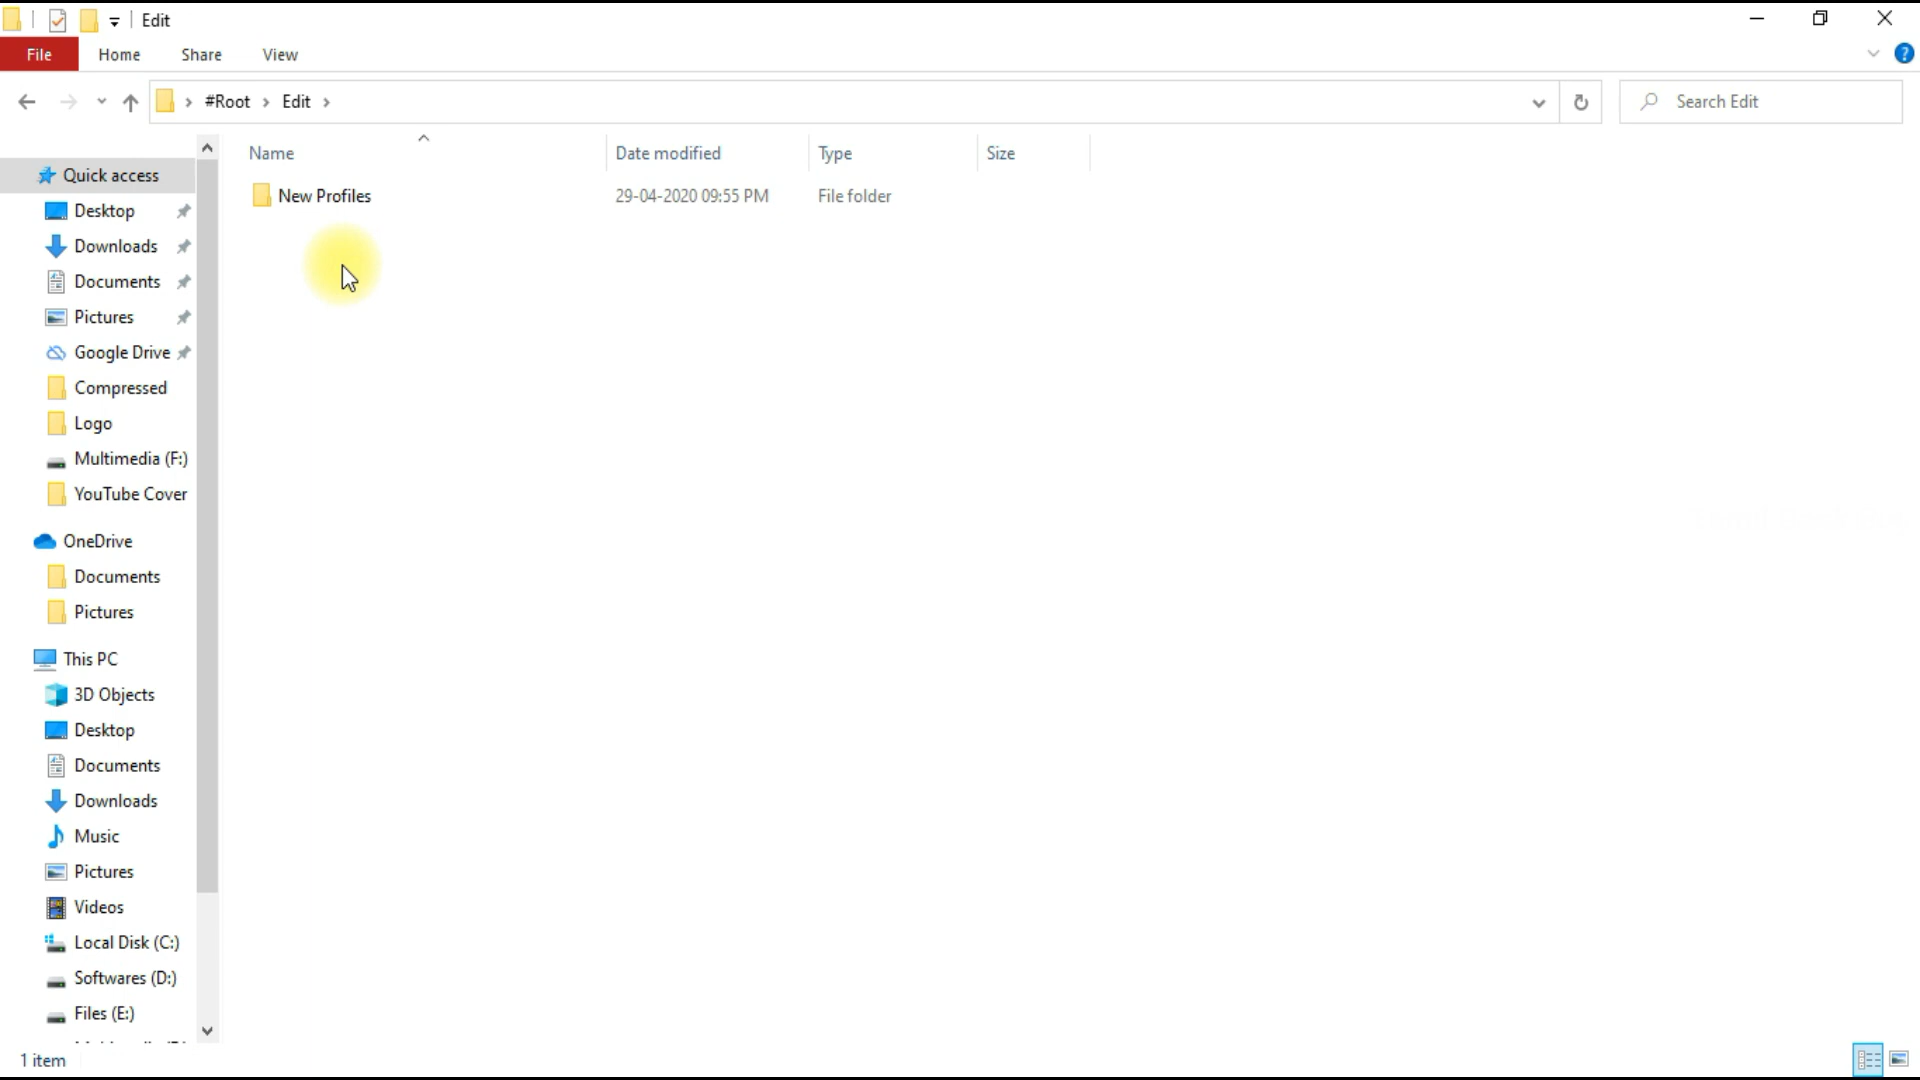 Edit
File Home Share View
#Root Edit
Search Edit
Name Date modified Type Size
New Profiles 29-04-2020 09:55 PM File folder
Quick access
Desktop
Downloads
Documents
Pictures
Google Drive
Compressed
Logo
Multimedia (F:)
YouTube Cover
OneDrive
Documents
Pictures
This PC
3D Objects
Desktop
Documents
Downloads
Music
Pictures
Videos
Local Disk (C:)
Softwares (D:)
Files (E:)
1 item